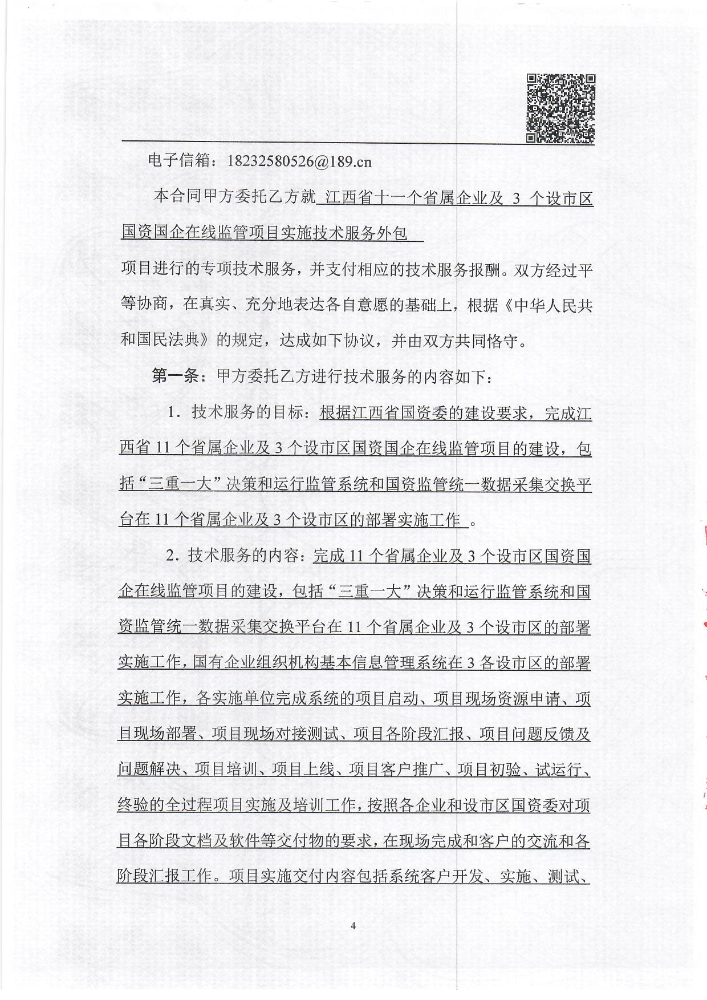 电子信箱：18232580526@189.cn
本合同甲方委托乙方就 江西省十一个省属企业及 3 个设市区
国资国企在线监管项目实施技术服务外包
项目进行的专项技术服务，并支付相应的技术服务报酬。双方经过平
等协商，在真实、充分地表达各自意愿的基础上，根据《中华人民共
和国民法典》的规定，达成如下协议，并由双方共同恪守。
第一条：甲方委托乙方进行技术服务的内容如下：
1．技术服务的目标：根据江西省国资委的建设要求，完成江
西省 11 个省属企业及 3 个设市区国资国企在线监管项目的建设，包
括“三重一大”决策和运行监管系统和国资监管统一数据采集交换平
台在 11 个省属企业及 3 个设市区的部署实施工作 。
2．技术服务的内容：完成 11 个省属企业及 3 个设市区国资国
企在线监管项目的建设，包括“三重一大”决策和运行监管系统和国
资监管统一数据采集交换平台在 11 个省属企业及 3 个设市区的部署
实施工作，国有企业组织机构基本信息管理系统在 3 各设市区的部署
实施工作，各实施单位完成系统的项目启动、项目现场资源申请、项
目现场部署、项目现场对接测试、项目各阶段汇报、项目问题反馈及
问题解决、项目培训、项目上线、项目客户推广、项目初验、试运行、
终验的全过程项目实施及培训工作，按照各企业和设市区国资委对项
目各阶段文档及软件等交付物的要求，在现场完成和客户的交流和各
阶段汇报工作。项目实施交付内容包括系统客户开发、实施、测试、
4